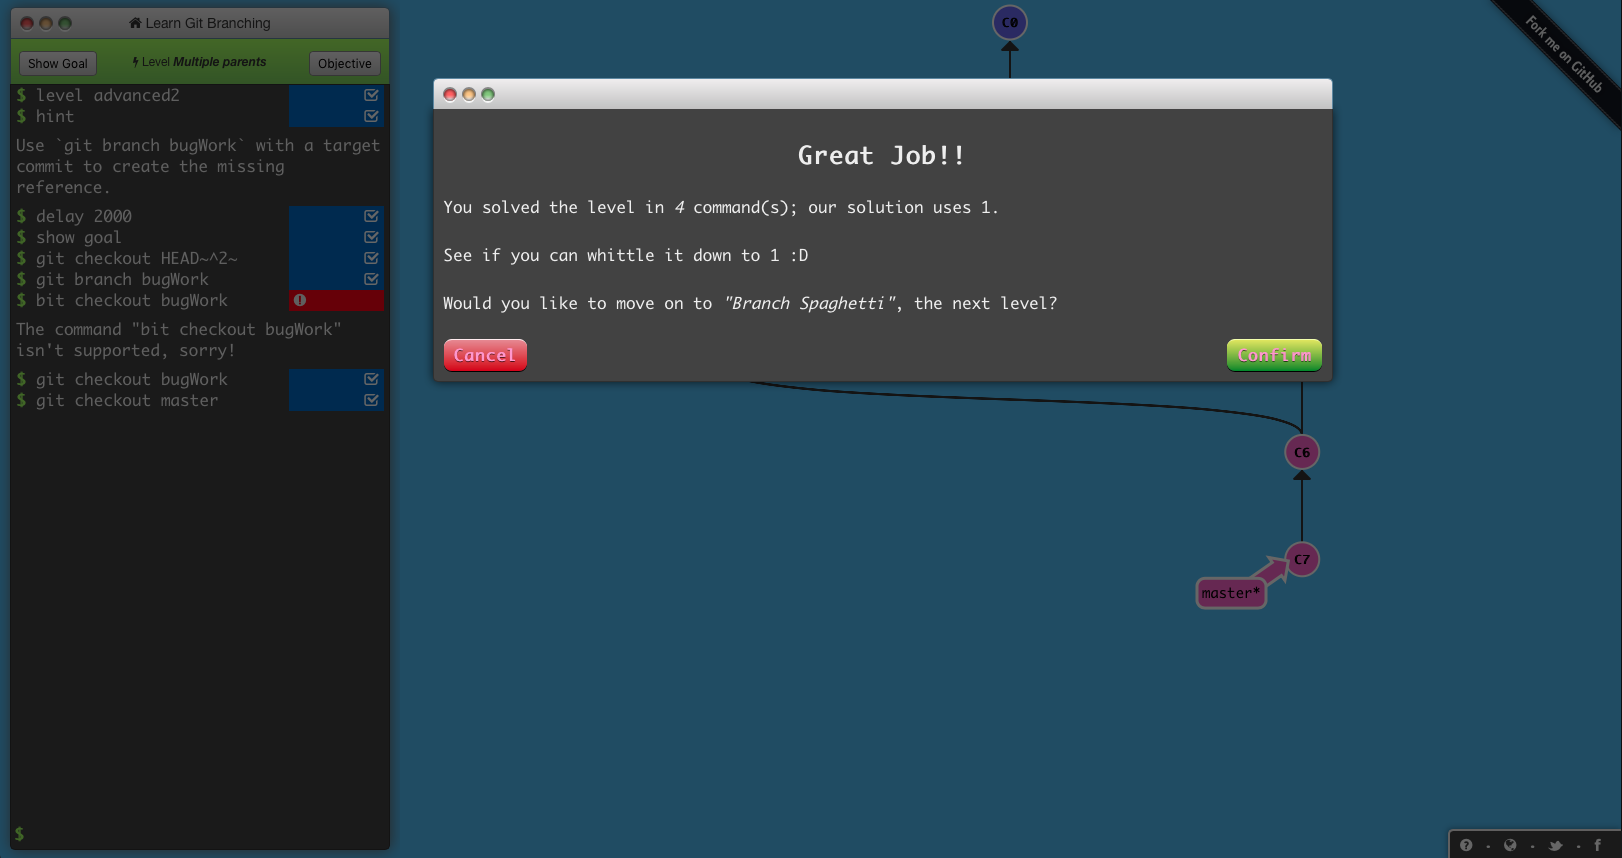 Learn Git Branching
Show Goal
Level Multiple parents
Objective
$ level advanced2
$ hint
Use `git branch bugWork` with a target
commit to create the missing
reference.
$ delay 2000
$ show goal
$ git checkout HEAD~^2~
$ git branch bugWork
$ bit checkout bugWork
The command "bit checkout bugWork"
isn't supported, sorry!
$ git checkout bugWork
$ git checkout master
$
C0
Fork me on GitHub
Great Job!!
You solved the level in 4 command(s); our solution uses 1.
See if you can whittle it down to 1 :D
Would you like to move on to "Branch Spaghetti", the next level?
Cancel
Confirm
C6
C7
master*